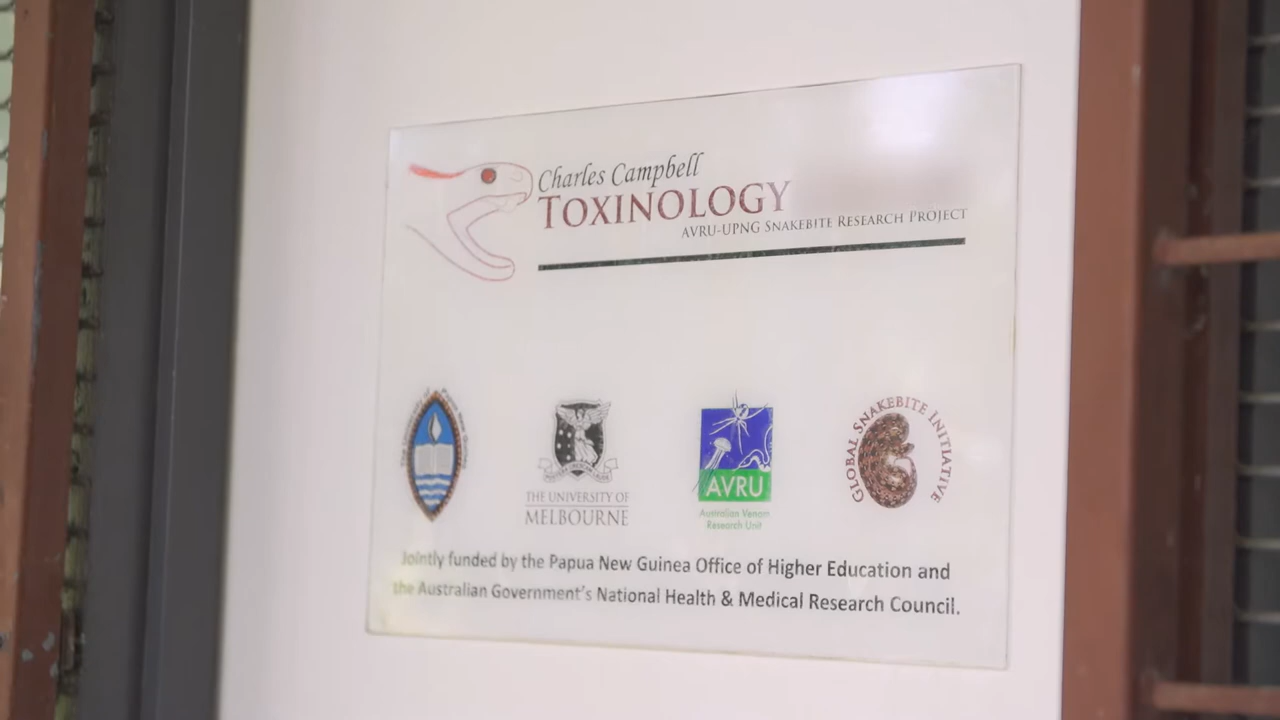 Charles Campbell
TOXINOLOGY
AVRU-UPNG SNAKEBITE RESEARCH PROJECT
THE UNIVERSITY OF
MELBOURNE
AVRU
Australian Venom
Research Unit
GLOBAL SNAKEBITE INITIATIVE
Jointly funded by the Papua New Guinea Office of Higher Education and
the Australian Government's National Health & Medical Research Council.